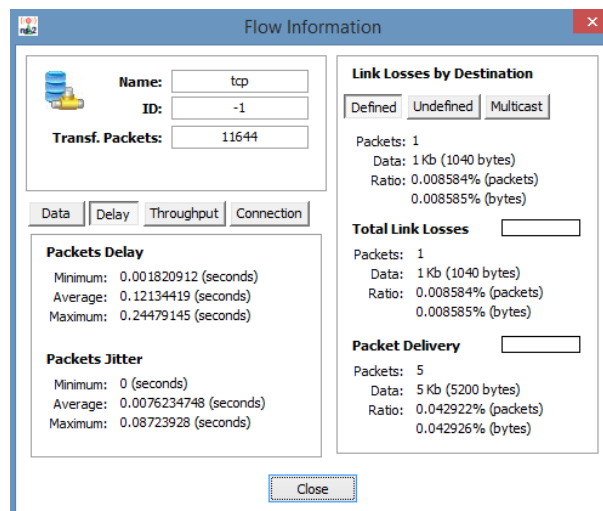 Flow Information
Name: tcp
ID: -1
Transf. Packets: 11644
Data Delay Throughput Connection
Packets Delay
Minimum: 0.001820912 (seconds)
Average: 0.12134419 (seconds)
Maximum: 0.24479145 (seconds)
Packets Jitter
Minimum: 0 (seconds)
Average: 0.0076234748 (seconds)
Maximum: 0.08723928 (seconds)
Link Losses by Destination
Defined Undefined Multicast
Packets: 1
Data: 1 Kb (1040 bytes)
Ratio: 0.008584% (packets)
0.008585% (bytes)
Total Link Losses
Packets: 1
Data: 1 Kb (1040 bytes)
Ratio: 0.008584% (packets)
0.008585% (bytes)
Packet Delivery
Packets: 5
Data: 5 Kb (5200 bytes)
Ratio: 0.042922% (packets)
0.042926% (bytes)
Close